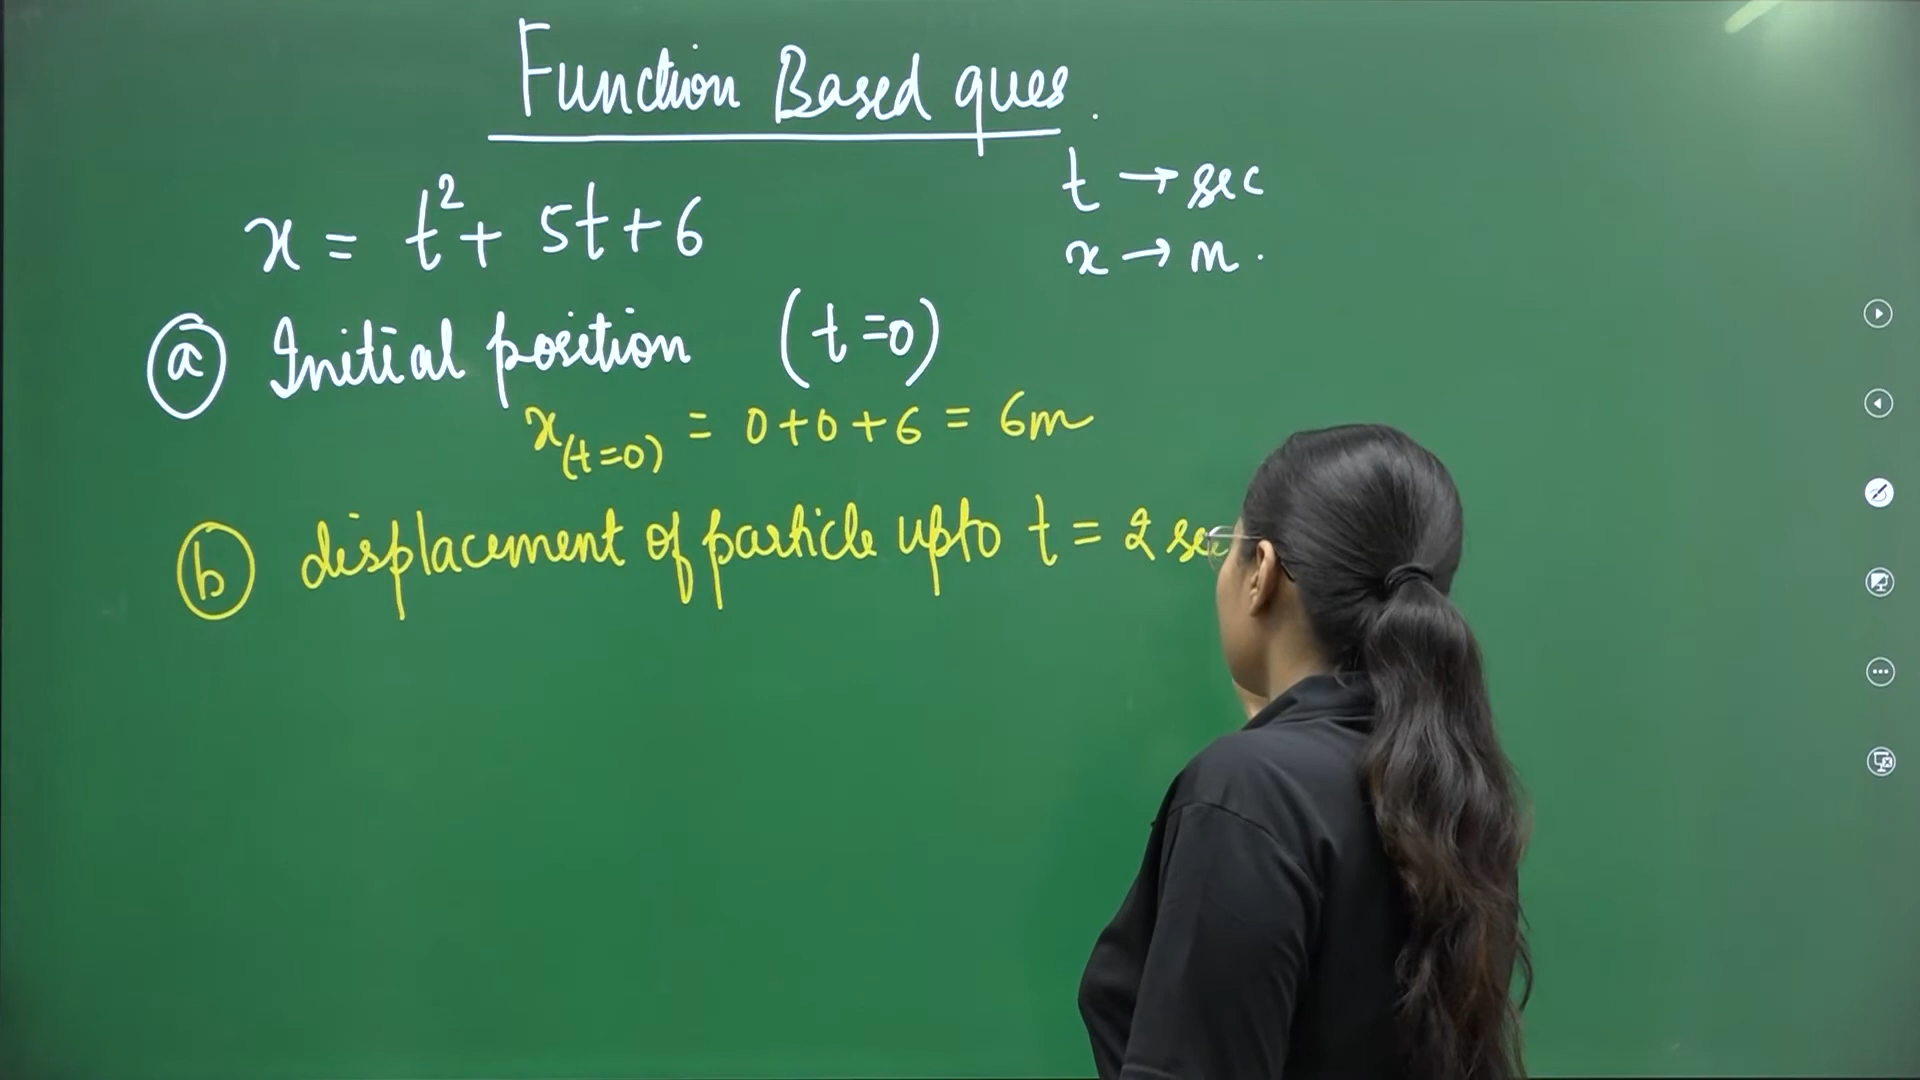 Function Based ques.
x = t² + 5t + 6
t → sec
x → m.
(a) Initial position (t=0)
x(t=0) = 0+0+6 = 6m
(b) displacement of particle upto t = 2 sec